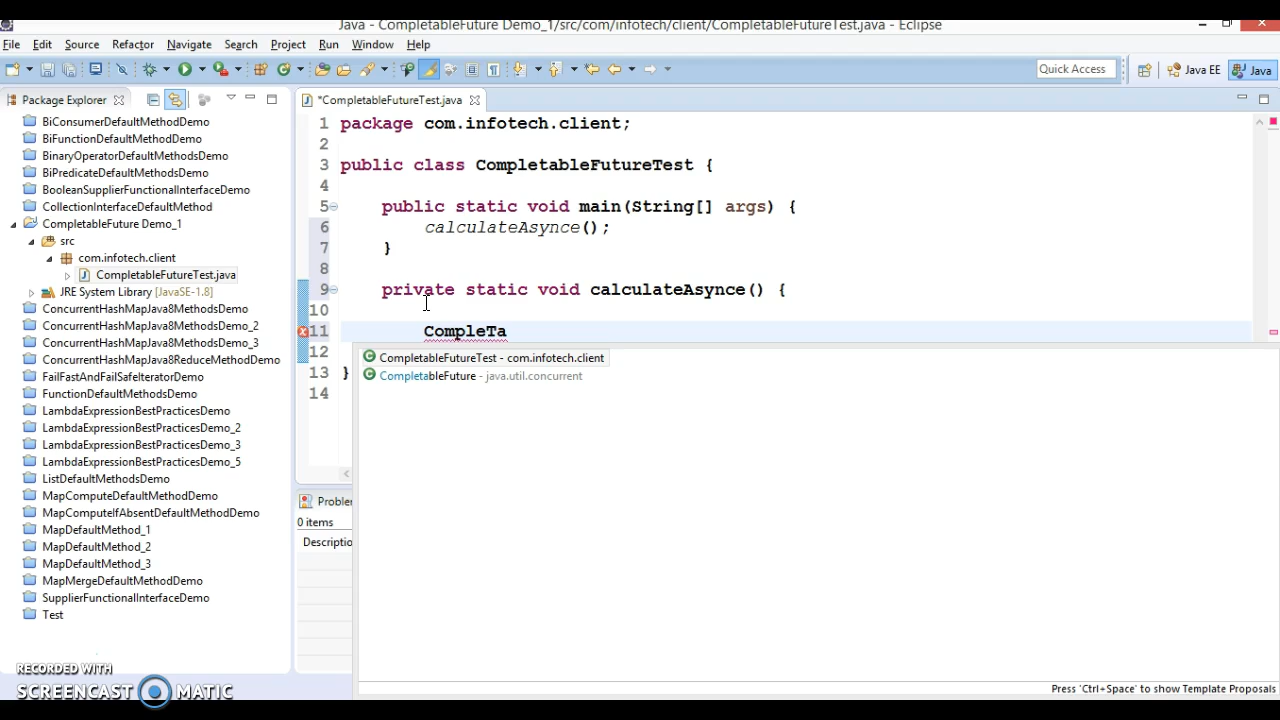 Java - CompletableFuture Demo_1/src/com/infotech/client/CompletableFutureTest.java - Eclipse
File Edit Source Refactor Navigate Search Project Run Window Help
Quick Access
Java EE
Java
Package Explorer
*CompletableFutureTest.java
BiConsumerDefaultMethodDemo
BiFunctionDefaultMethodDemo
BinaryOperatorDefaultMethodsDemo
BiPredicateDefaultMethodsDemo
BooleanSupplierFunctionalInterfaceDemo
CollectionInterfaceDefaultMethod
CompletableFuture Demo_1
src
com.infotech.client
CompletableFutureTest.java
JRE System Library [JavaSE-1.8]
ConcurrentHashMapJava8MethodsDemo
ConcurrentHashMapJava8MethodsDemo_2
ConcurrentHashMapJava8MethodsDemo_3
ConcurrentHashMapJava8ReduceMethodDemo
FailFastAndFailSafeIteratorDemo
FunctionDefaultMethodsDemo
LambdaExpressionBestPracticesDemo
LambdaExpressionBestPracticesDemo_2
LambdaExpressionBestPracticesDemo_3
LambdaExpressionBestPracticesDemo_5
ListDefaultMethodsDemo
MapComputeDefaultMethodDemo
MapComputeIfAbsentDefaultMethodDemo
MapDefaultMethod_1
MapDefaultMethod_2
MapDefaultMethod_3
MapMergeDefaultMethodDemo
SupplierFunctionalInterfaceDemo
Test
1 package com.infotech.client;
2
3 public class CompletableFutureTest {
4
5 public static void main(String[] args) {
6 calculateAsynce();
7 }
8
9 private static void calculateAsynce() {
10
11 CompleTa
12
13 }
14
CompletableFutureTest - com.infotech.client
CompletableFuture - java.util.concurrent
Press 'Ctrl+Space' to show Template Proposals
Probler
0 items
Descriptio
RECORDED WITH
SCREENCAST MATIC